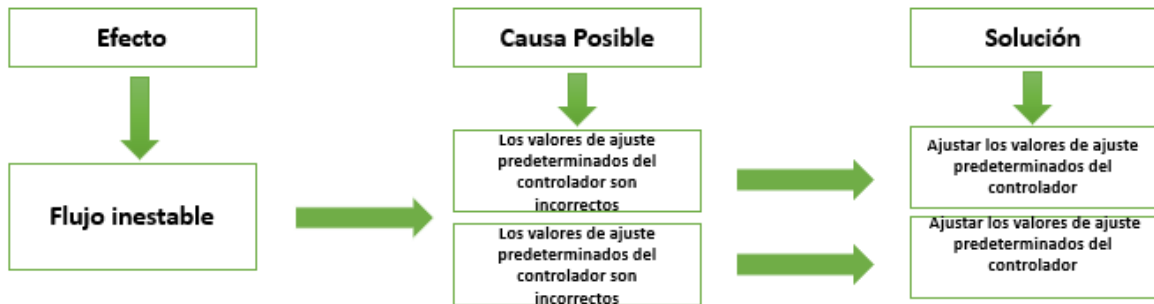 Efecto
Causa Posible
Solución
Flujo inestable
Los valores de ajuste
predeterminados del
controlador son
incorrectos
Ajustar los valores de ajuste
predeterminados del
controlador
Los valores de ajuste
predeterminados del
controlador son
incorrectos
Ajustar los valores de ajuste
predeterminados del
controlador